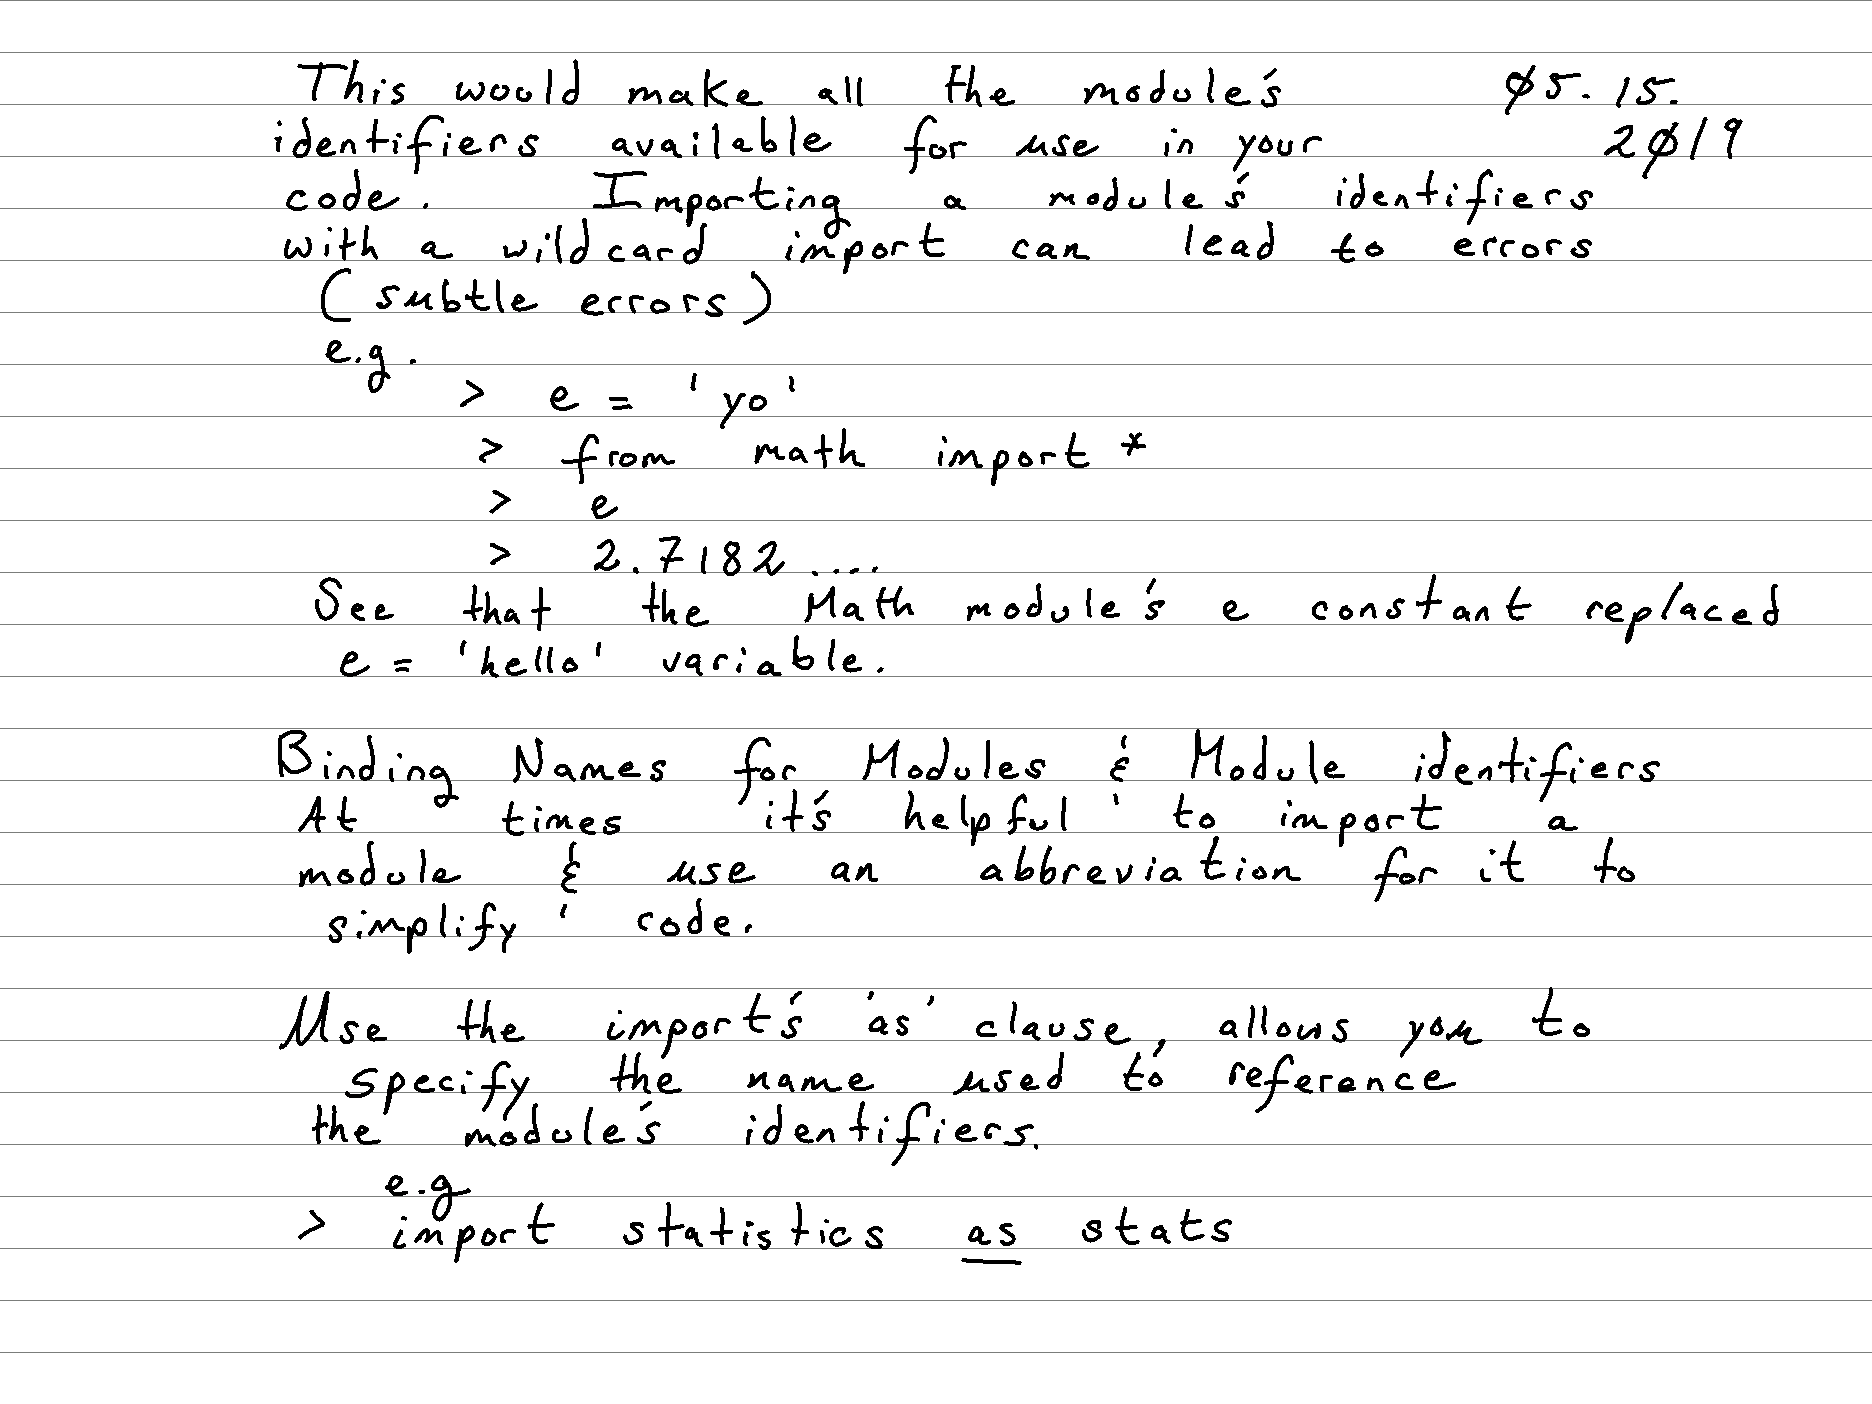 This would make all the module's 05. 15.
identifiers available for use in your 2019
code. Importing a module's identifiers
with a wildcard import can lead to errors
(subtle errors)
e.g.
> e = 'yo'
> from math import *
> e
> 2.7182....
See that the Math module's e constant replaced
e = 'hello' variable.
Binding Names for Modules & Module identifiers
At times it's helpful to import a
module & use an abbreviation for it to
simplify code.
Use the import's 'as' clause, allows you to
specify the name used to reference
the module's identifiers.
e.g
> import statistics as stats